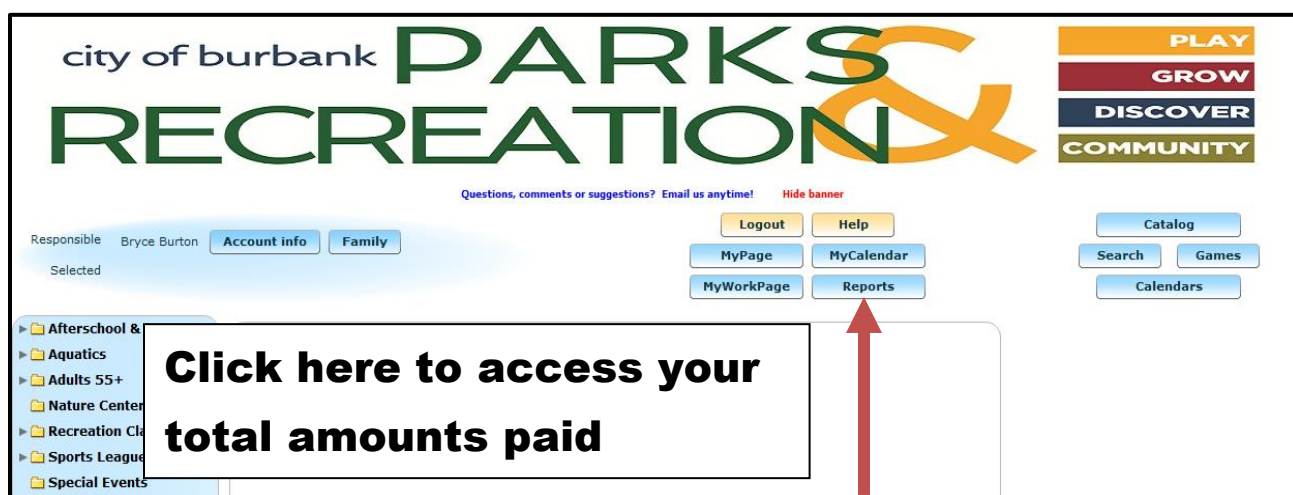 city of burbank PARKS &
RECREATION
PLAY
GROW
DISCOVER
COMMUNITY
Questions, comments or suggestions? Email us anytime! Hide banner
Responsible Bryce Burton Account info Family
Selected
Logout Help
MyPage MyCalendar
MyWorkPage Reports
Catalog
Search Games
Calendars
Afterschool &
Aquatics
Adults 55+
Nature Center
Recreation Cla
Sports League
Special Events
Click here to access your
total amounts paid